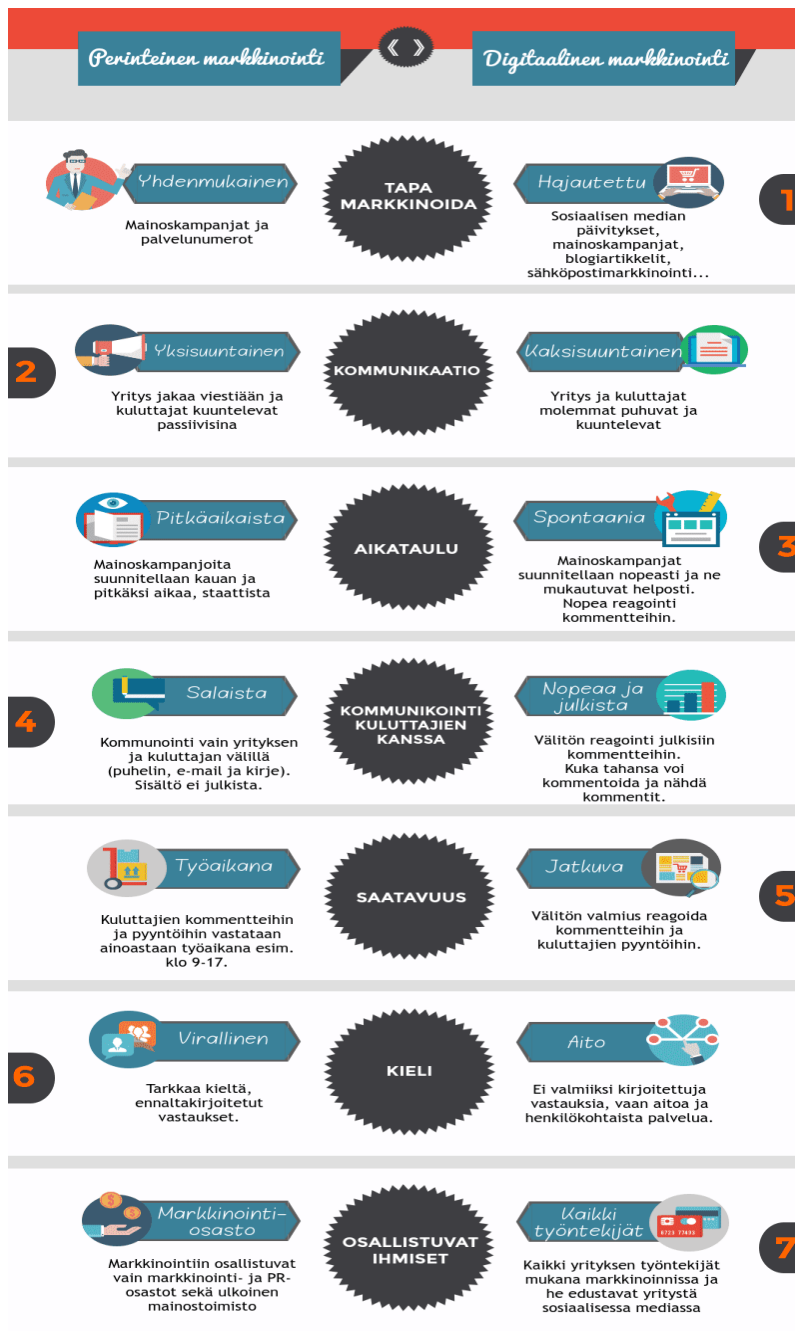 Perinteinen markkinointi
Digitaalinen markkinointi
Yhdenmukainen
Mainoskampanjat ja
palvelunumerot
TAPA
MARKKINOIDA
Hajautettu
Sosiaalisen median
päivitykset,
mainoskampanjat,
blogiartikkelit,
sähköpostimarkkinointi...
1
2
Yksisuuntainen
Yritys jakaa viestiään ja
kuluttajat kuuntelevat
passiivisina
KOMMUNIKAATIO
Kaksisuuntainen
Yritys ja kuluttajat
molemmat puhuvat ja
kuuntelevat
Pitkäaikaista
Mainoskampanjoita
suunnitellaan kauan ja
pitkäksi aikaa, staattista
AIKATAULU
Spontaania
Mainoskampanjat
suunnitellaan nopeasti ja ne
mukautuvat helposti.
Nopea reagointi
kommentteihin.
3
4
Salaista
Kommunointi vain yrityksen
ja kuluttajan välillä
(puhelin, e-mail ja kirje).
Sisältö ei julkista.
KOMMUNIKOINTI
KULUTTAJIEN
KANSSA
Nopeaa ja
julkista
Välitön reagointi julkisiin
kommentteihin.
Kuka tahansa voi
kommentoida ja nähdä
kommentit.
Työaikana
Kuluttajien kommentteihin
ja pyyntöihin vastataan
ainoastaan työaikana esim.
klo 9-17.
SAATAVUUS
Jatkuva
Välitön valmius reagoida
kommentteihin ja
kuluttajien pyyntöihin.
5
6
Virallinen
Tarkkaa kieltä,
ennaltakirjoitetut
vastaukset.
KIELI
Aito
Ei valmiiksi kirjoitettuja
vastauksia, vaan aitoa ja
henkilökohtaista palvelua.
Markkinointi-
osasto
Markkinointiin osallistuvat
vain markkinointi- ja PR-
osastot sekä ulkoinen
mainostoimisto
OSALLISTUVAT
IHMISET
Kaikki
työntekijät
8723 77493
Kaikki yrityksen työntekijät
mukana markkinoinnissa ja
he edustavat yritystä
sosiaalisessa mediassa
7